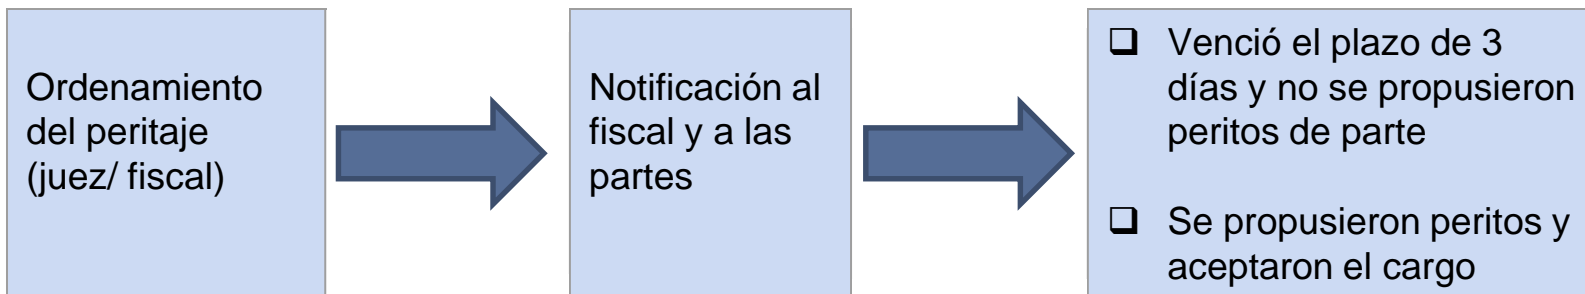 Ordenamiento
del peritaje
(juez/ fiscal)
Notificación al
fiscal y a las
partes
❑ Venció el plazo de 3
días y no se propusieron
peritos de parte
❑ Se propusieron peritos y
aceptaron el cargo